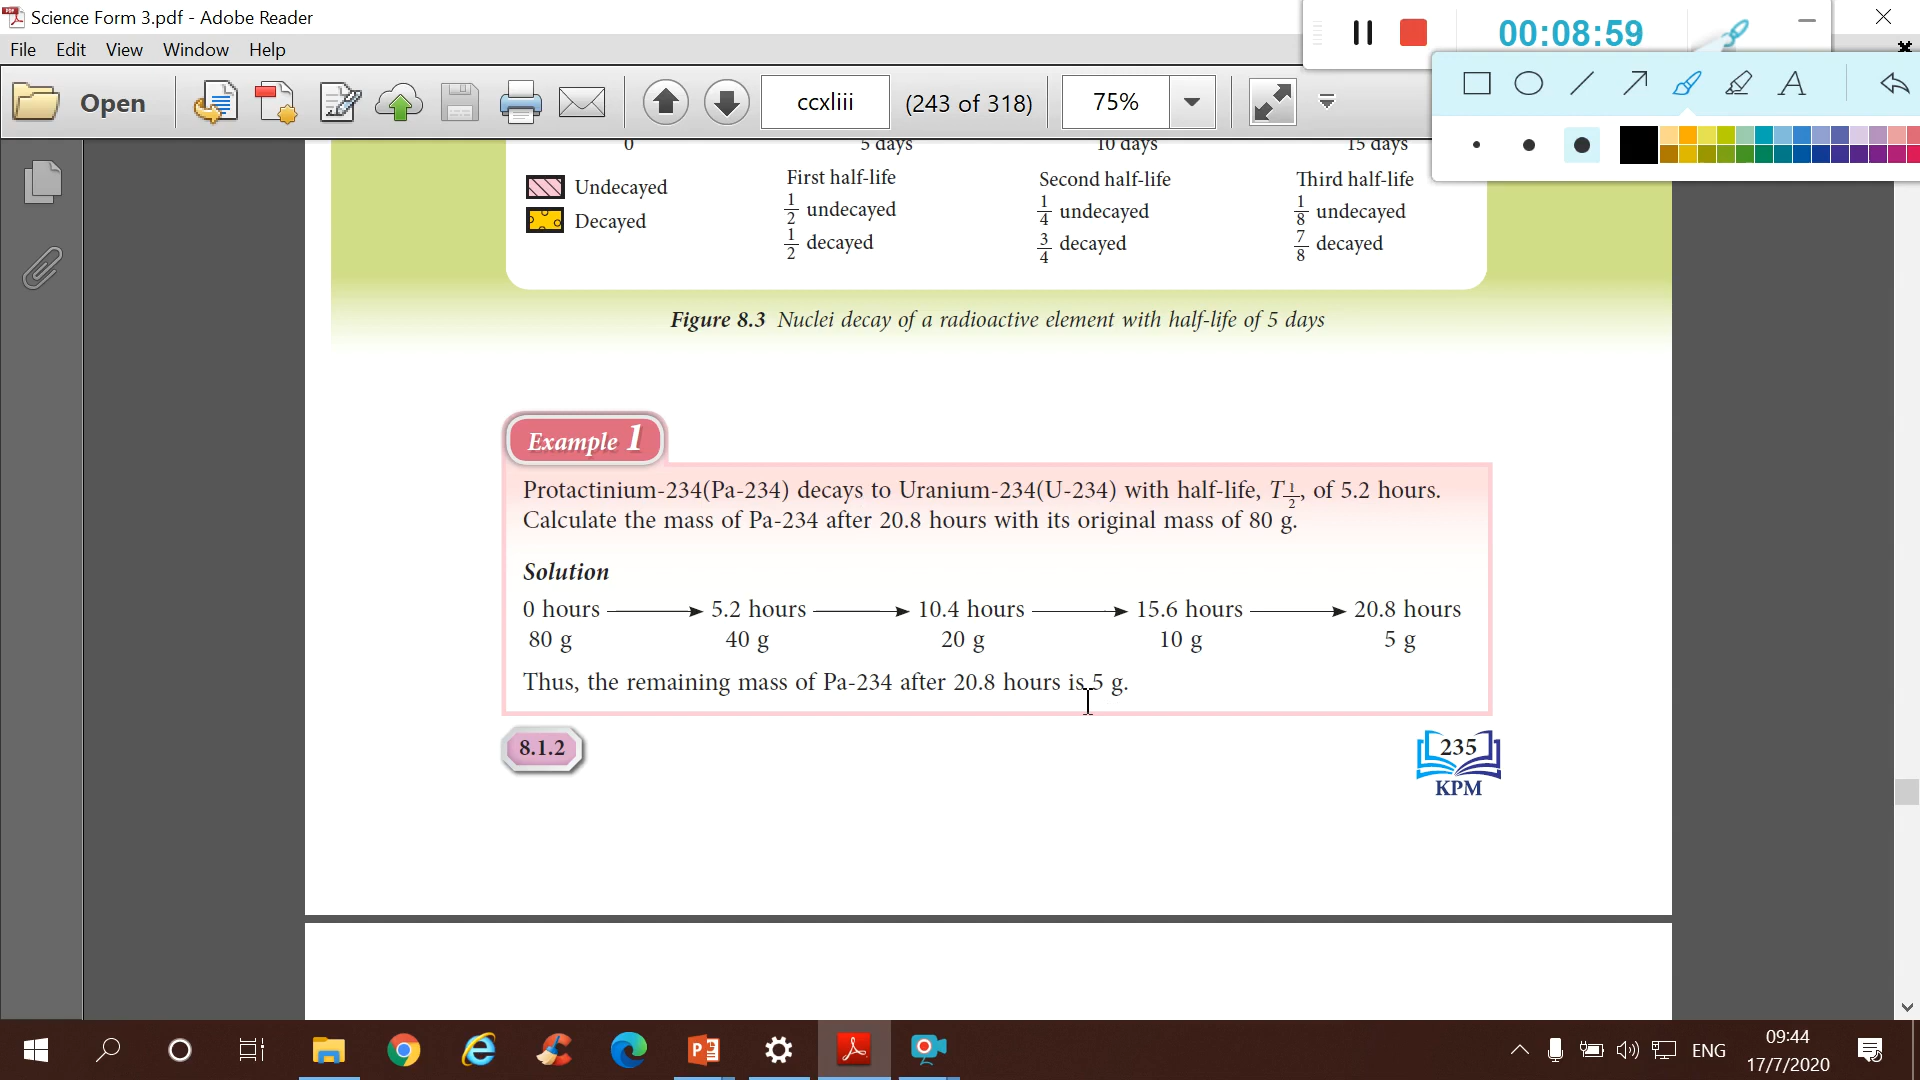 Science Form 3.pdf - Adobe Reader
00:08:59
File Edit View Window Help
Open
ccxliii
(243 of 318)
75%
A
0 5 days 10 days 15 days
Undecayed
Decayed
First half-life
1/2 undecayed
1/2 decayed
Second half-life
1/4 undecayed
3/4 decayed
Third half-life
1/8 undecayed
7/8 decayed
Figure 8.3 Nuclei decay of a radioactive element with half-life of 5 days
Example 1
Protactinium-234(Pa-234) decays to Uranium-234(U-234) with half-life, T1/2, of 5.2 hours.
Calculate the mass of Pa-234 after 20.8 hours with its original mass of 80 g.
Solution
0 hours → 5.2 hours → 10.4 hours → 15.6 hours → 20.8 hours
80 g 40 g 20 g 10 g 5 g
Thus, the remaining mass of Pa-234 after 20.8 hours is 5 g.
8.1.2
235
KPM
ENG
09:44
17/7/2020